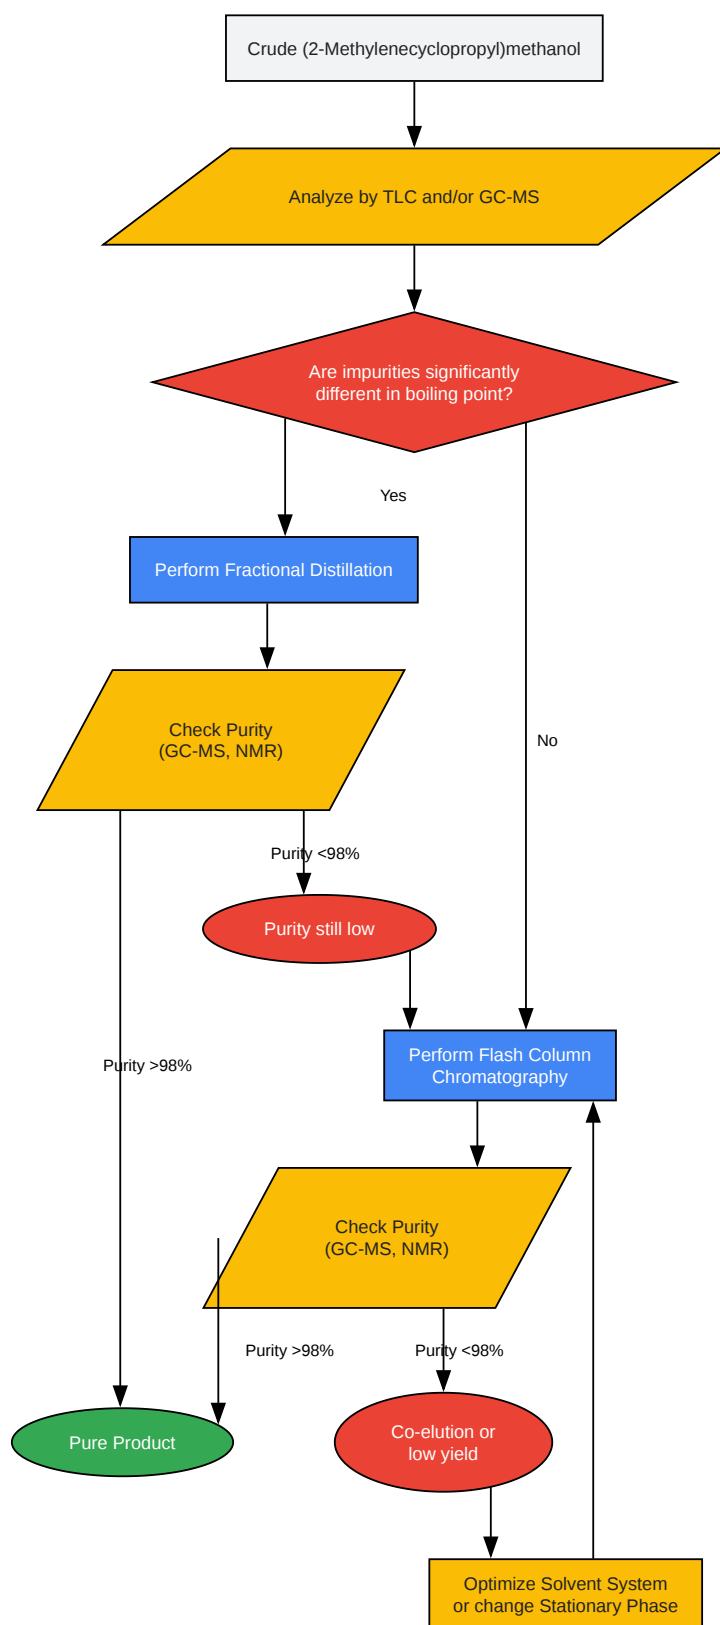 Crude (2-Methylenecyclopropyl)methanol
Analyze by TLC and/or GC-MS
Are impurities significantly
different in boiling point?
Yes
Perform Fractional Distillation
Check Purity
(GC-MS, NMR)
No
Purity <98%
Purity still low
Perform Flash Column
Chromatography
Purity >98%
Check Purity
(GC-MS, NMR)
Purity >98%
Purity <98%
Pure Product
Co-elution or
low yield
Optimize Solvent System
or change Stationary Phase